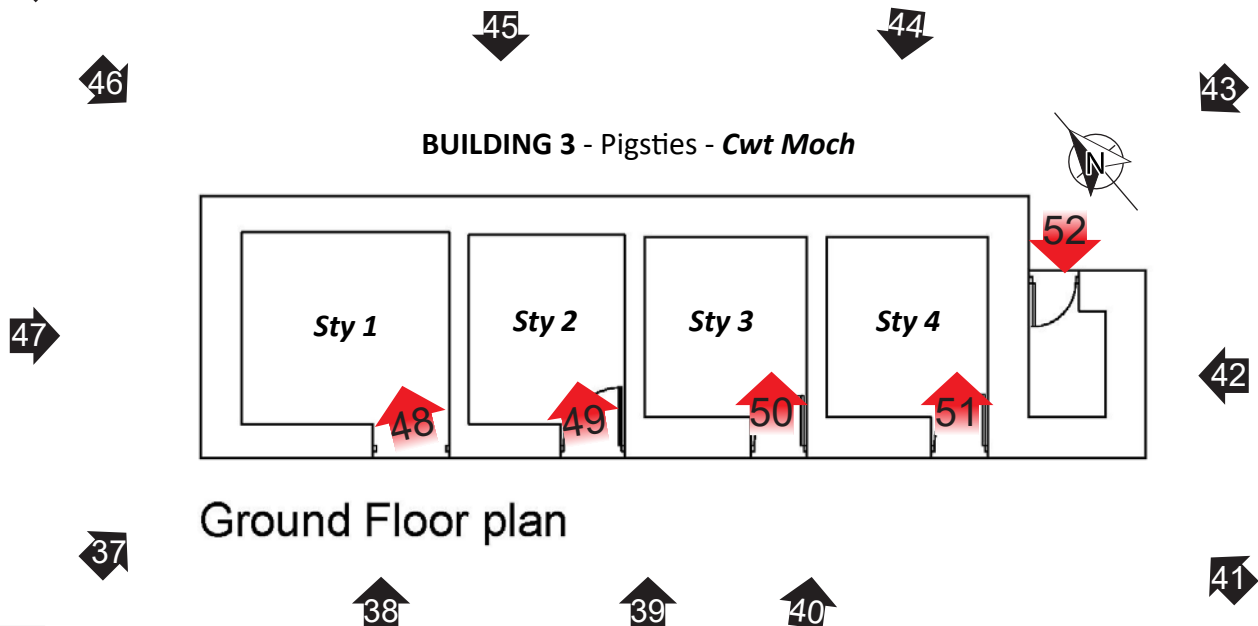 45
44
46
43
BUILDING 3 - Pigsties - Cwt Moch
N
52
Sty 1
Sty 2
Sty 3
Sty 4
47
42
48
49
50
51
Ground Floor plan
37
41
38
39
40